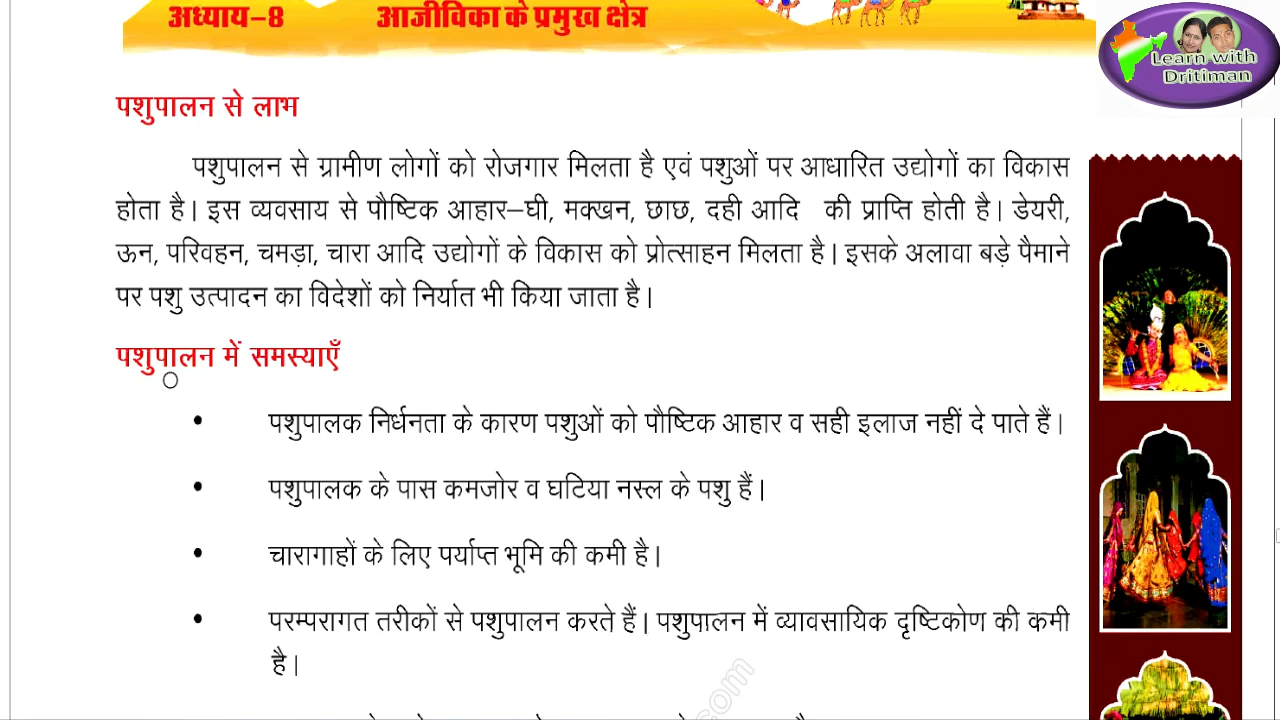 अध्याय–8 आजीविका के प्रमुख क्षेत्र
Learn with
Dritiman
पशुपालन से लाभ
पशुपालन से ग्रामीण लोगों को रोजगार मिलता है एवं पशुओं पर आधारित उद्योगों का विकास
होता है। इस व्यवसाय से पौष्टिक आहार–घी, मक्खन, छाछ, दही आदि की प्राप्ति होती है। डेयरी,
ऊन, परिवहन, चमड़ा, चारा आदि उद्योगों के विकास को प्रोत्साहन मिलता है। इसके अलावा बड़े पैमाने
पर पशु उत्पादन का विदेशों को निर्यात भी किया जाता है।
पशुपालन में समस्याएँ
• पशुपालक निर्धनता के कारण पशुओं को पौष्टिक आहार व सही इलाज नहीं दे पाते हैं।
• पशुपालक के पास कमजोर व घटिया नस्ल के पशु हैं।
• चारागाहों के लिए पर्याप्त भूमि की कमी है।
• परम्परागत तरीकों से पशुपालन करते हैं। पशुपालन में व्यावसायिक दृष्टिकोण की कमी
है।
.com